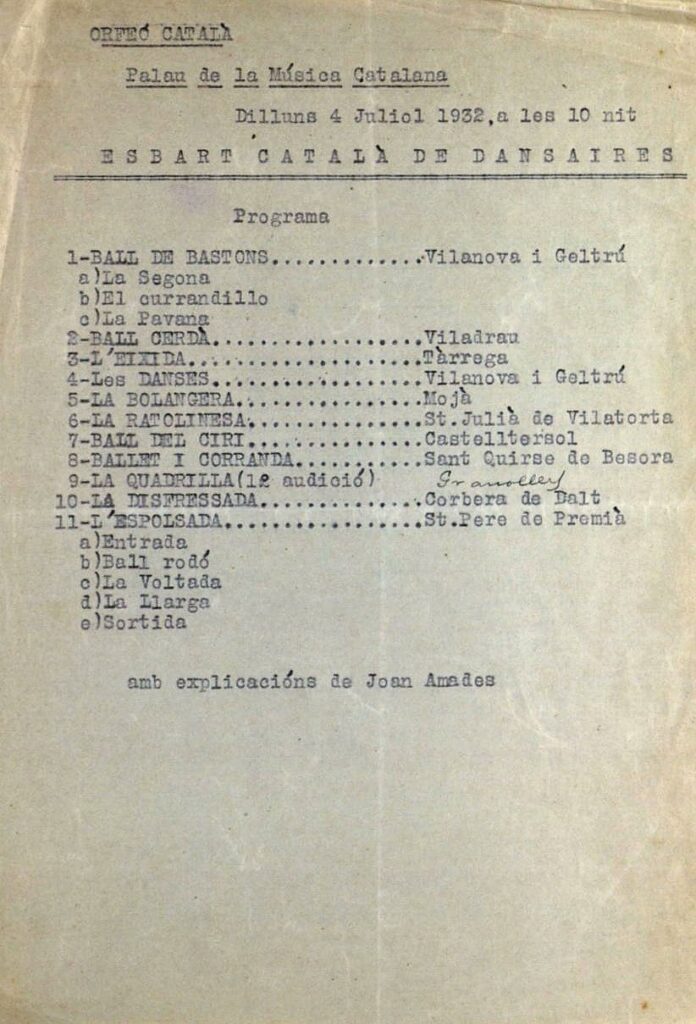 ORFEÓ CATALÀ
Palau de la Música Catalana
Dilluns 4 Juliol 1932,a les 10 nit
ESBART CATALÀ DE DANSAIRES
Programa
1-BALL DE BASTONS..............Vilanova i Geltrú
a)La Segona
b)El currandillo
c)La Pavana
2-BALL CERDÀ...................Viladrau
3-L'EIXIDA.....................Tàrrega
4-Les DANSES...................Vilanova i Geltrú
5-LA BOLANGERA.................Mojà
6-LA RATOLINESA................St.Julià de Vilatorta
7-BALL DEL CIRI................Castelltersol
8-BALLET I CORRANDA............Sant Quirse de Besora
9-LA QUADRILLA(1ª audició) Granollers
10-LA DISFRESSADA..............Corbera de Dalt
11-L'ESPOLSADA.................St.Pere de Premià
a)Entrada
b)Ball rodó
c)La Voltada
d)La Llarga
e)Sortida
amb explicacións de Joan Amades